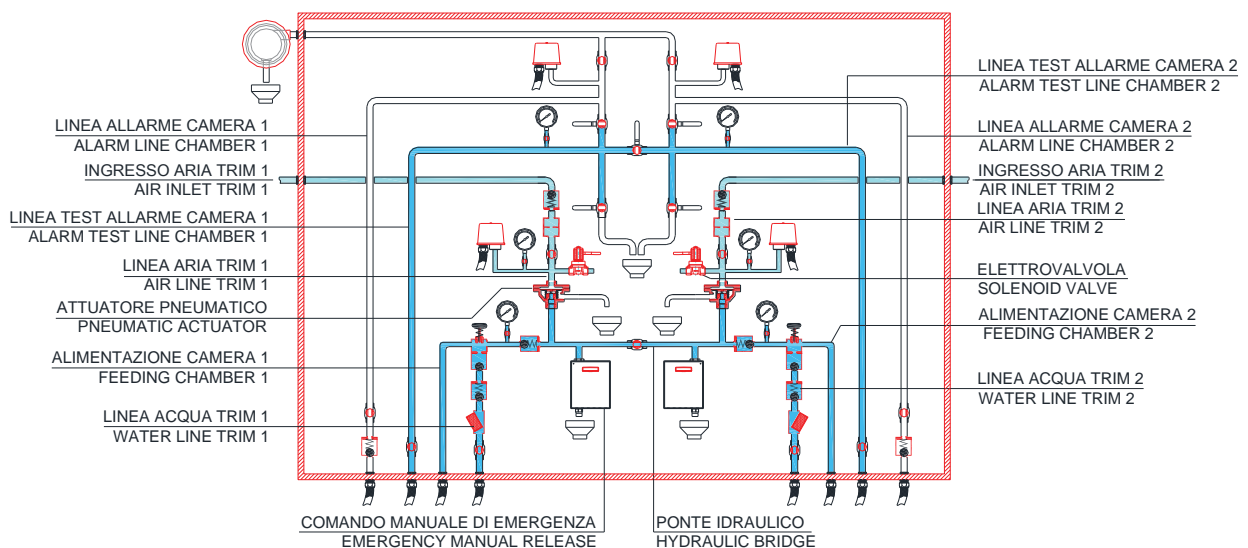 LINEA ALLARME CAMERA 1
ALARM LINE CHAMBER 1
INGRESSO ARIA TRIM 1
AIR INLET TRIM 1
LINEA TEST ALLARME CAMERA 1
ALARM TEST LINE CHAMBER 1
LINEA ARIA TRIM 1
AIR LINE TRIM 1
ATTUATORE PNEUMATICO
PNEUMATIC ACTUATOR
ALIMENTAZIONE CAMERA 1
FEEDING CHAMBER 1
LINEA ACQUA TRIM 1
WATER LINE TRIM 1
LINEA TEST ALLARME CAMERA 2
ALARM TEST LINE CHAMBER 2
LINEA ALLARME CAMERA 2
ALARM LINE CHAMBER 2
INGRESSO ARIA TRIM 2
AIR INLET TRIM 2
LINEA ARIA TRIM 2
AIR LINE TRIM 2
ELETTROVALVOLA
SOLENOID VALVE
ALIMENTAZIONE CAMERA 2
FEEDING CHAMBER 2
LINEA ACQUA TRIM 2
WATER LINE TRIM 2
COMANDO MANUALE DI EMERGENZA
EMERGENCY MANUAL RELEASE
PONTE IDRAULICO
HYDRAULIC BRIDGE